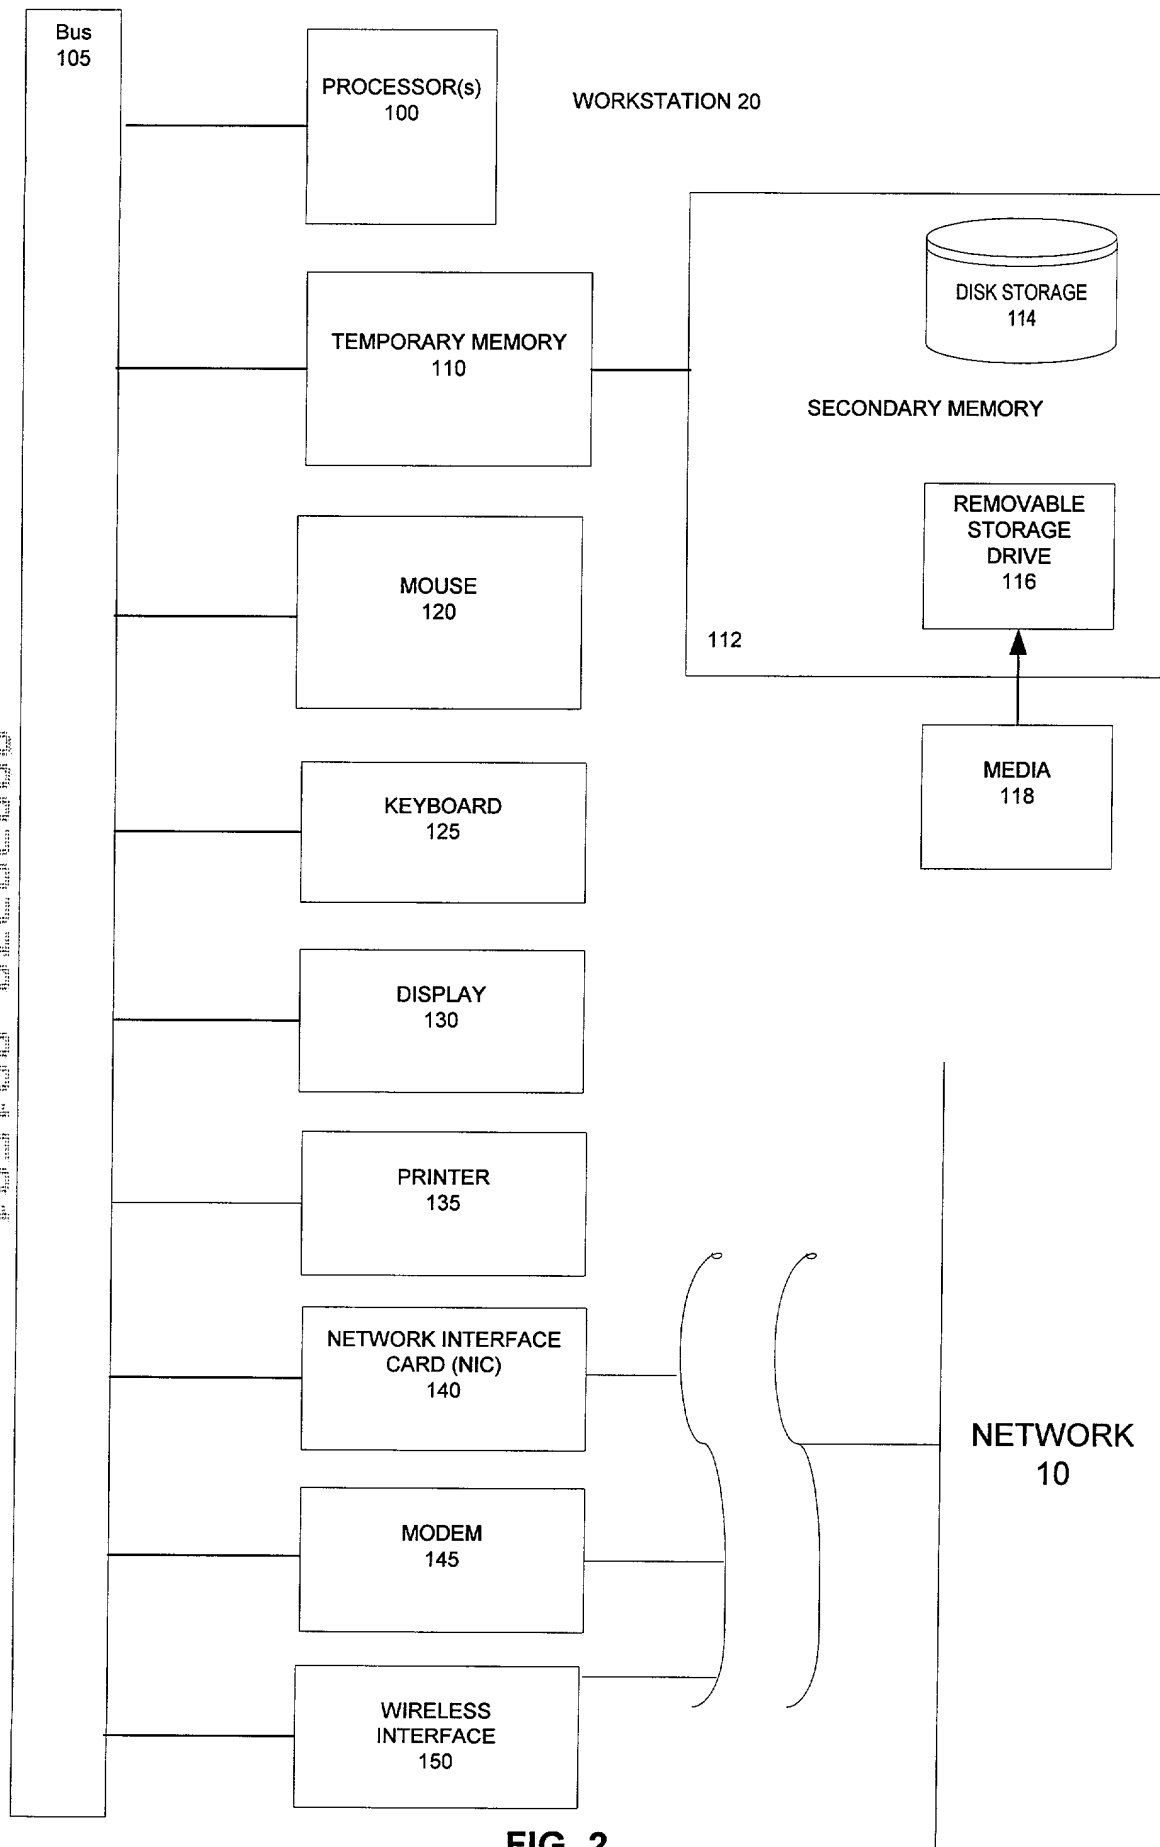 Bus
105
PROCESSOR(s)
100
WORKSTATION 20
TEMPORARY MEMORY
110
DISK STORAGE
114
SECONDARY MEMORY
REMOVABLE
STORAGE
DRIVE
116
112
MOUSE
120
MEDIA
118
KEYBOARD
125
DISPLAY
130
PRINTER
135
NETWORK INTERFACE
CARD (NIC)
140
NETWORK
10
MODEM
145
WIRELESS
INTERFACE
150
FIG. 2